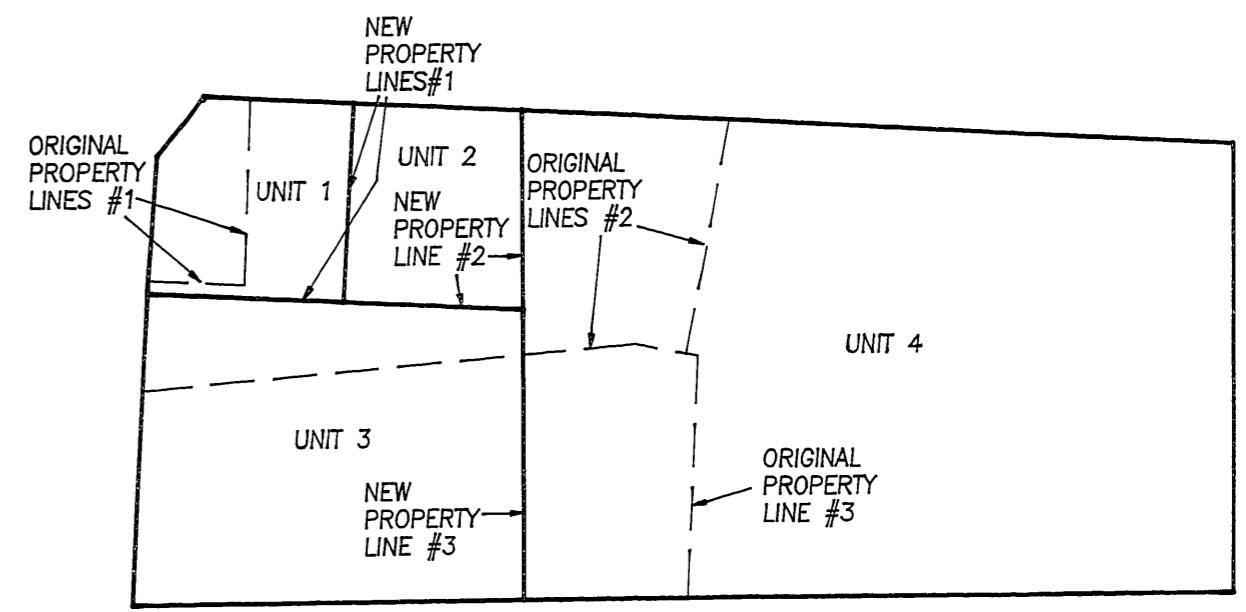 NEW
PROPERTY
LINES#1
ORIGINAL
PROPERTY
LINES #1
UNIT 1
UNIT 2
NEW
PROPERTY
LINE #2
ORIGINAL
PROPERTY
LINES #2
UNIT 4
UNIT 3
NEW
PROPERTY
LINE #3
ORIGINAL
PROPERTY
LINE #3